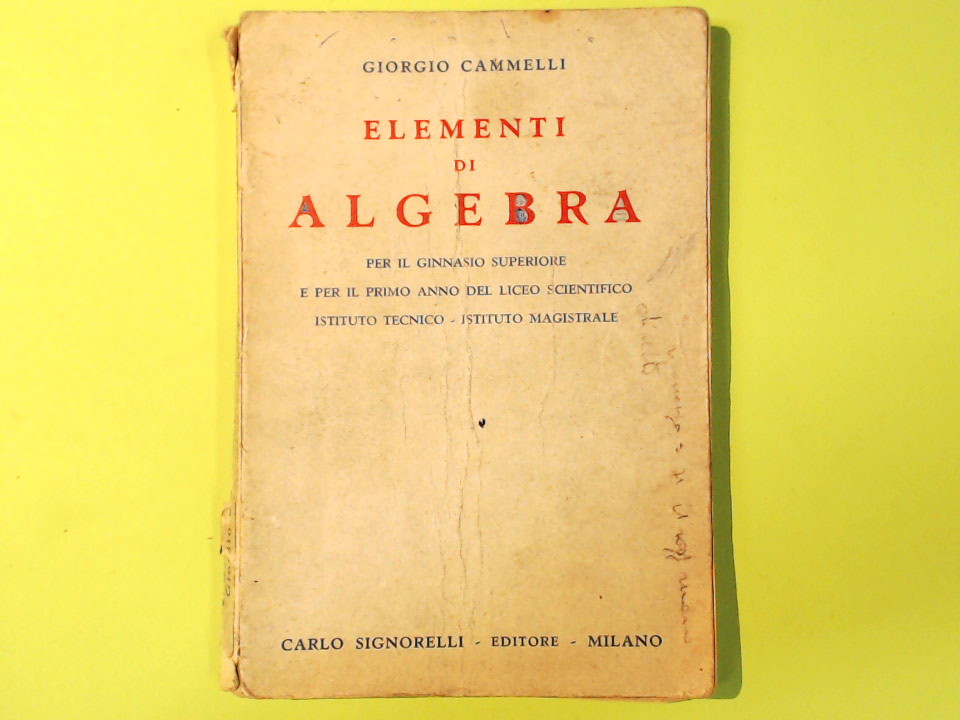 GIORGIO CAMMELLI
ELEMENTI
DI
ALGEBRA
PER IL GINNASIO SUPERIORE
E PER IL PRIMO ANNO DEL LICEO SCIENTIFICO
ISTITUTO TECNICO - ISTITUTO MAGISTRALE
CARLO SIGNORELLI - EDITORE - MILANO